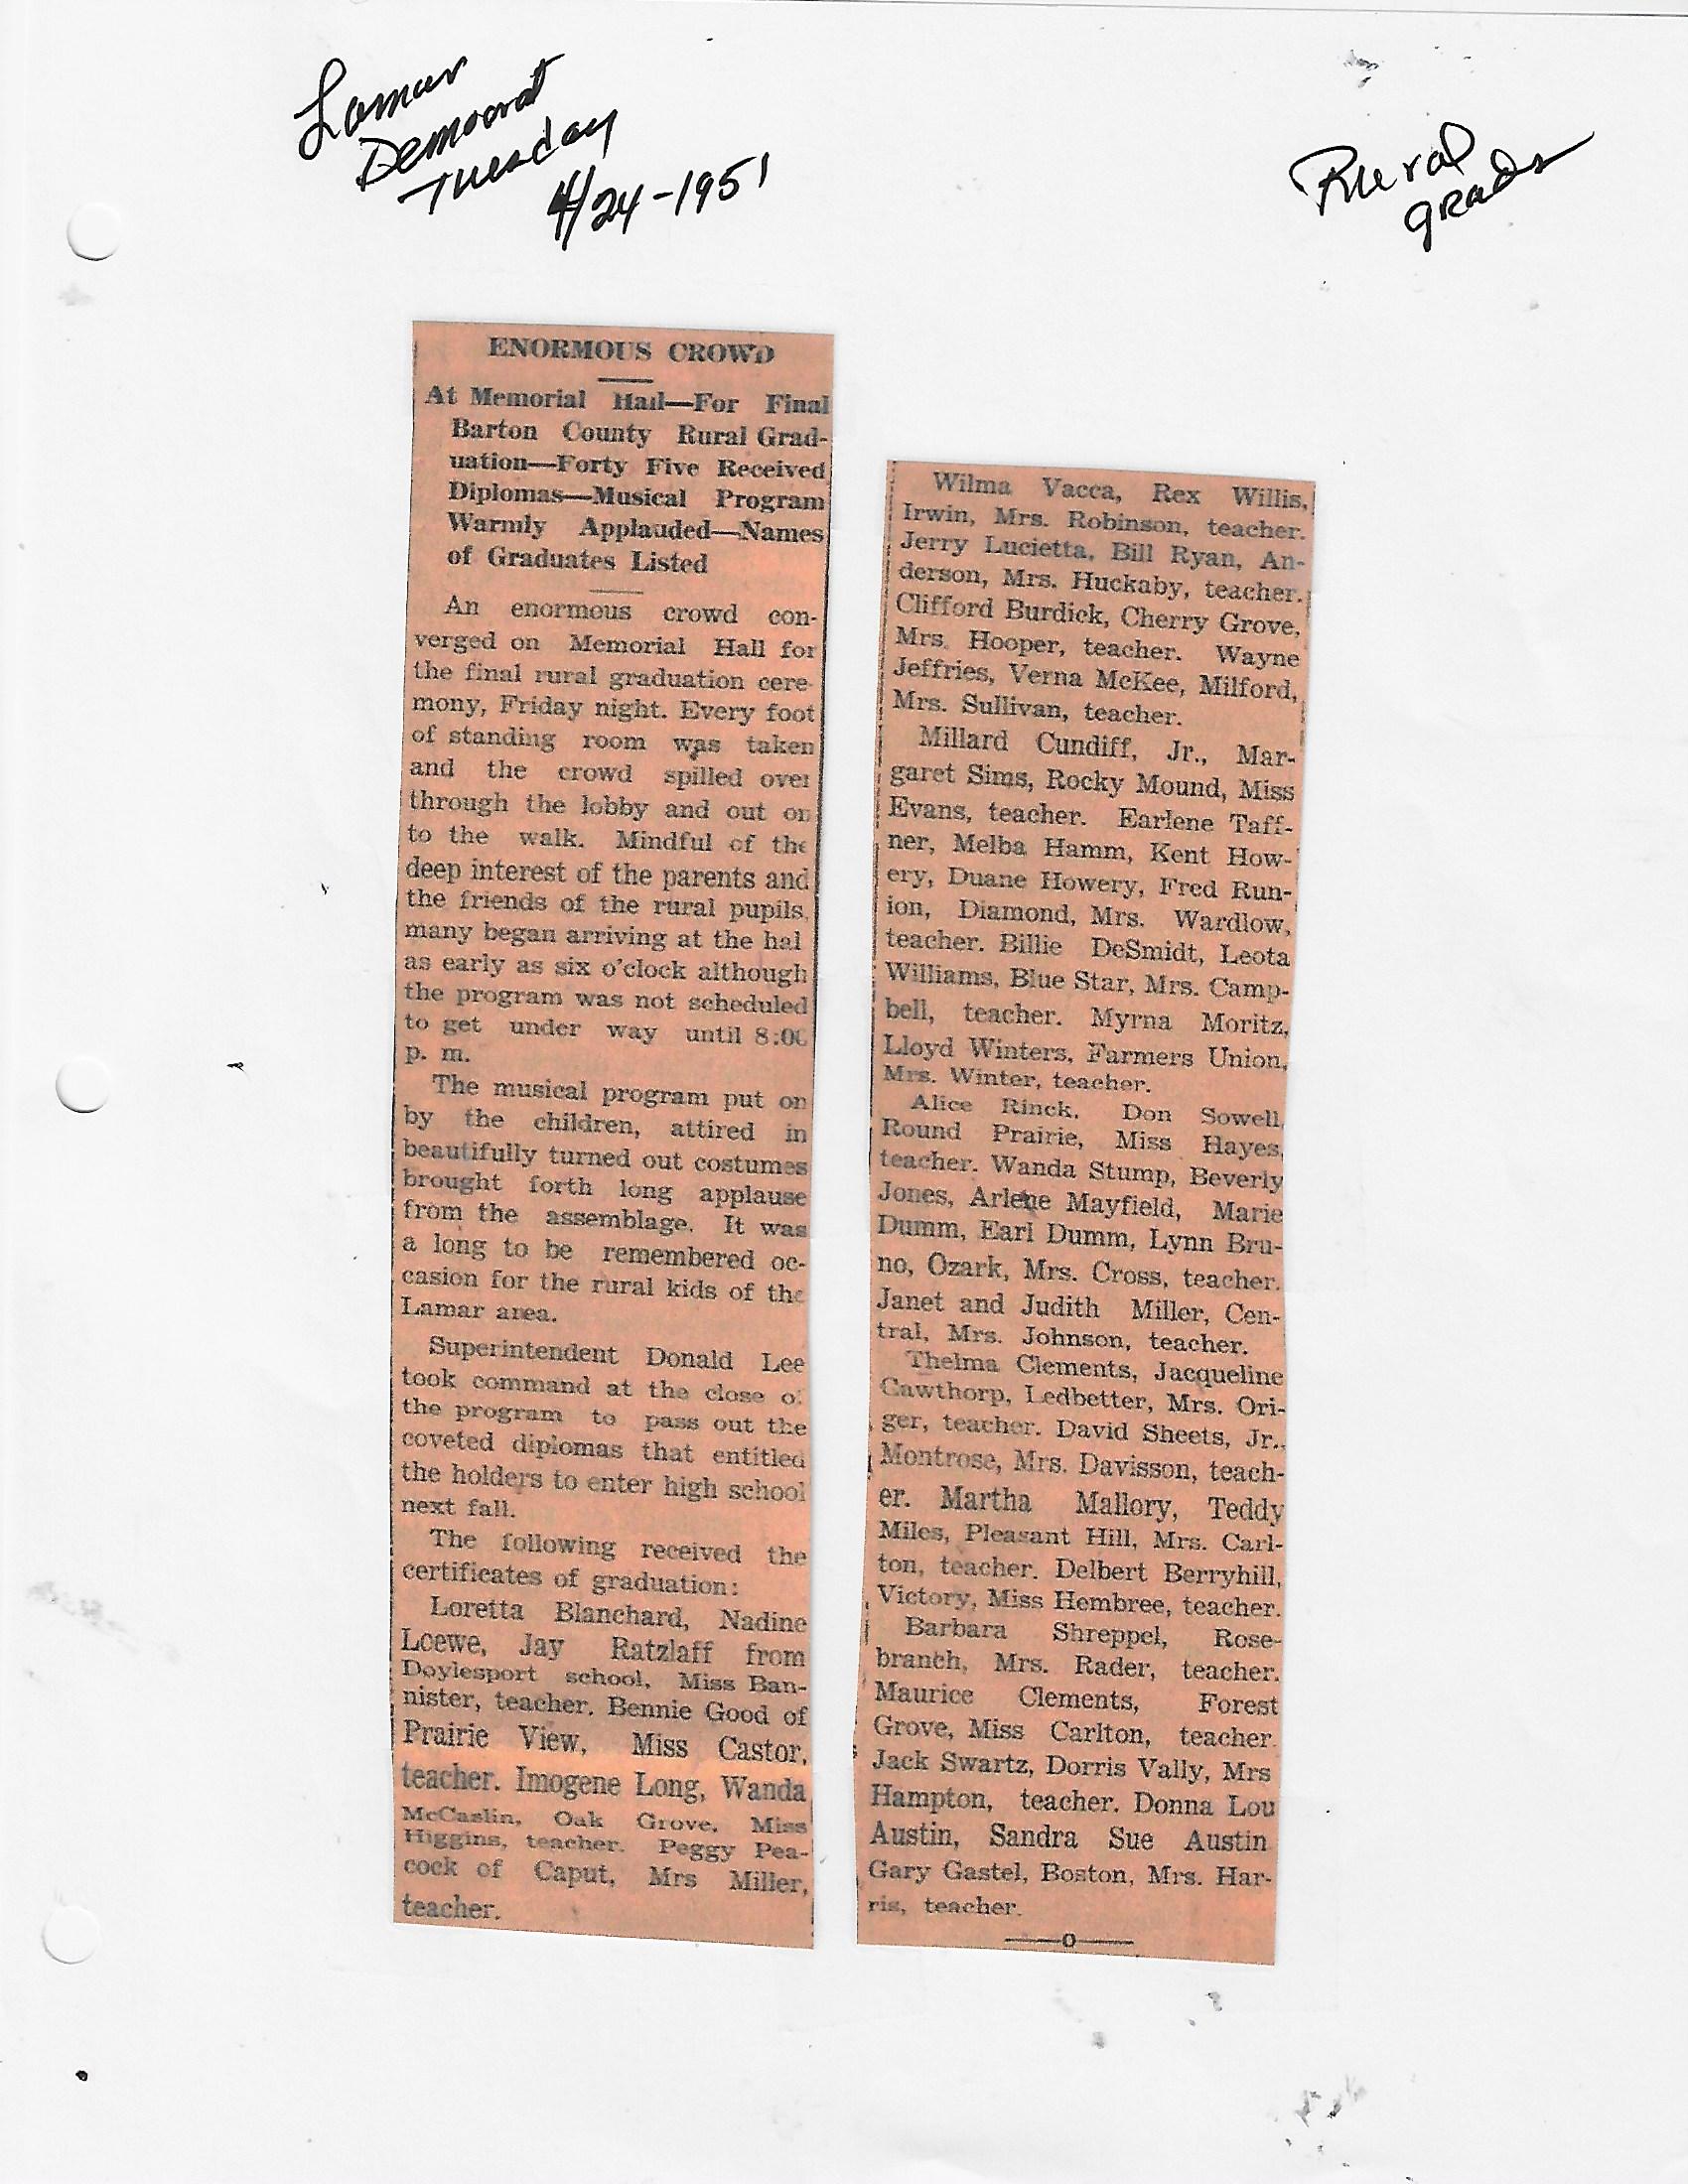 Lamar
Democrat
Tuesday
4/24-1951
Rural
grads
ENORMOUS CROWD
At Memorial Hall—For Final
Barton County Rural Grad-
uation—Forty Five Received
Diplomas—Musical Program
Warmly Applauded—Names
of Graduates Listed
An enormous crowd con-
verged on Memorial Hall for
the final rural graduation cere-
mony, Friday night. Every foot
of standing room was taken
and the crowd spilled over
through the lobby and out on
to the walk. Mindful of the
deep interest of the parents and
the friends of the rural pupils,
many began arriving at the hal
as early as six o'clock although
the program was not scheduled
to get under way until 8:00
p. m.
The musical program put on
by the children, attired in
beautifully turned out costumes
brought forth long applause
from the assemblage. It was
a long to be remembered oc-
casion for the rural kids of the
Lamar area.
Superintendent Donald Lee
took command at the close of
the program to pass out the
coveted diplomas that entitled
the holders to enter high school
next fall.
The following received the
certificates of graduation:
Loretta Blanchard, Nadine
Loewe, Jay Ratzlaff from
Doylesport school, Miss Ban-
nister, teacher. Bennie Good of
Prairie View, Miss Castor,
teacher. Imogene Long, Wanda
McCaslin, Oak Grove, Miss
Higgins, teacher. Peggy Pea-
cock of Caput, Mrs Miller,
teacher.
Wilma Vacca, Rex Willis,
Irwin, Mrs. Robinson, teacher.
Jerry Lucietta, Bill Ryan, An-
derson, Mrs. Huckaby, teacher.
Clifford Burdick, Cherry Grove,
Mrs. Hooper, teacher. Wayne
Jeffries, Verna McKee, Milford,
Mrs. Sullivan, teacher.
Millard Cundiff, Jr., Mar-
garet Sims, Rocky Mound, Miss
Evans, teacher. Earlene Taff-
ner, Melba Hamm, Kent How-
ery, Duane Howery, Fred Run-
ion, Diamond, Mrs. Wardlow,
teacher. Billie DeSmidt, Leota
Williams, Blue Star, Mrs. Camp-
bell, teacher. Myrna Moritz,
Lloyd Winters, Farmers Union,
Mrs. Winter, teacher.
Alice Rinck, Don Sowell,
Round Prairie, Miss Hayes,
teacher. Wanda Stump, Beverly
Jones, Arlene Mayfield, Marie
Dumm, Earl Dumm, Lynn Bru-
no, Ozark, Mrs. Cross, teacher.
Janet and Judith Miller, Cen-
tral, Mrs. Johnson, teacher.
Thelma Clements, Jacqueline
Cawthorp, Ledbetter, Mrs. Ori-
ger, teacher. David Sheets, Jr.,
Montrose, Mrs. Davisson, teach-
er. Martha Mallory, Teddy
Miles, Pleasant Hill, Mrs. Carl-
ton, teacher. Delbert Berryhill,
Victory, Miss Hembree, teacher.
Barbara Shreppel, Rose-
branch, Mrs. Rader, teacher.
Maurice Clements, Forest
Grove, Miss Carlton, teacher.
Jack Swartz, Dorris Vally, Mrs
Hampton, teacher. Donna Lou
Austin, Sandra Sue Austin
Gary Gastel, Boston, Mrs. Har-
ris, teacher.
——o——